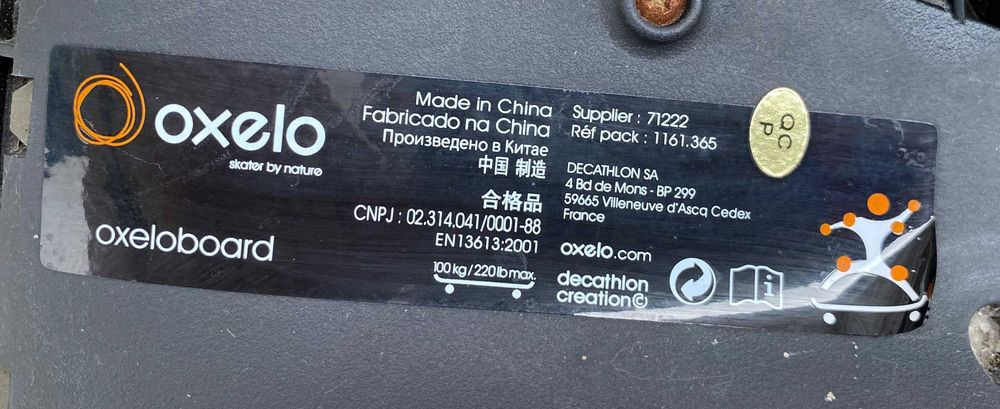 oxelo
skater by nature
oxeloboard
Made in China
Fabricado na China
Произведено в Китае
中国 制造
合格品
CNPJ : 02.314.041/0001-88
EN13613:2001
100 kg / 220 lb max.
Supplier : 71222
Réf pack : 1161.365
DECATHLON SA
4 Bd de Mons - BP 299
59665 Villeneuve d'Ascq Cedex
France
oxelo.com
decathlon
creation©
i
QC
P